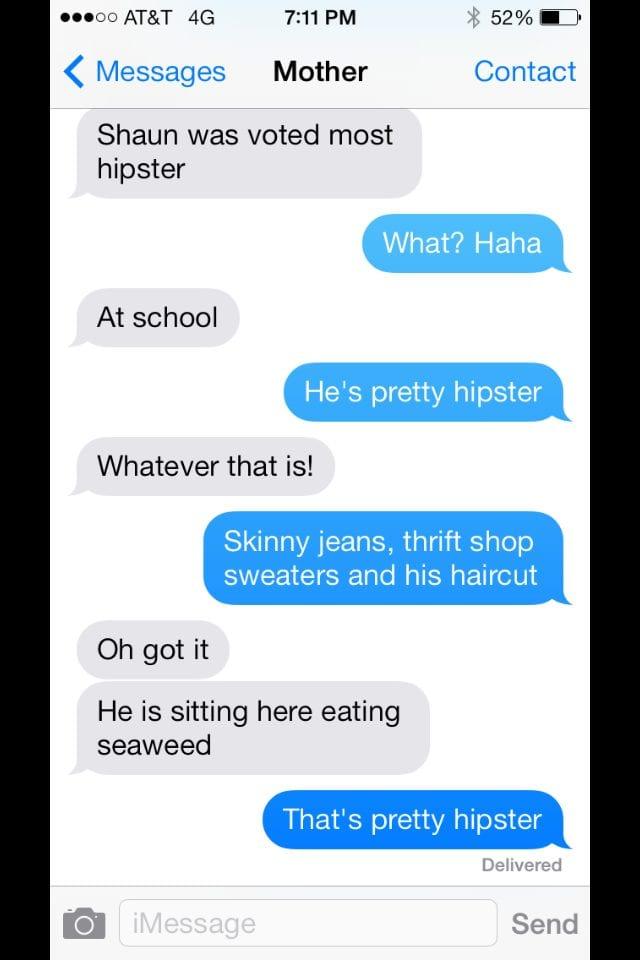 AT&T 4G 7:11 PM 52%
Messages Mother Contact
Shaun was voted most
hipster
What? Haha
At school
He's pretty hipster
Whatever that is!
Skinny jeans, thrift shop
sweaters and his haircut
Oh got it
He is sitting here eating
seaweed
That's pretty hipster
Delivered
iMessage Send